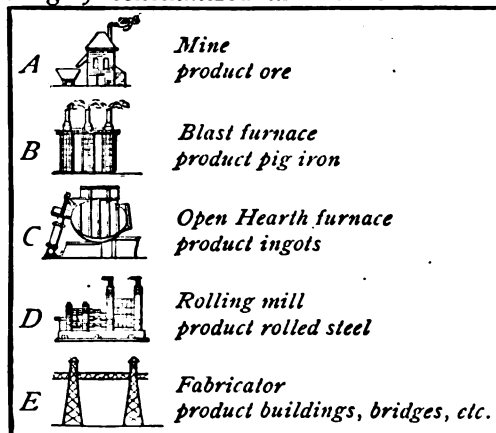 A Mine
product ore
B Blast furnace
product pig iron
C Open Hearth furnace
product ingots
D Rolling mill
product rolled steel
E Fabricator
product buildings, bridges, etc.